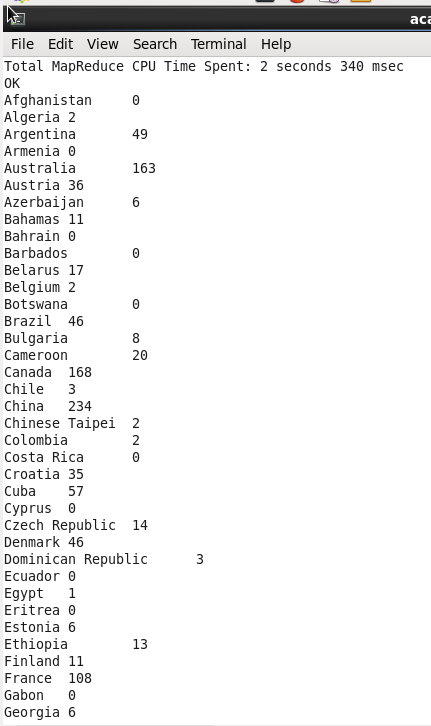 aca
File Edit View Search Terminal Help
Total MapReduce CPU Time Spent: 2 seconds 340 msec
OK
Afghanistan 0
Algeria 2
Argentina 49
Armenia 0
Australia 163
Austria 36
Azerbaijan 6
Bahamas 11
Bahrain 0
Barbados 0
Belarus 17
Belgium 2
Botswana 0
Brazil 46
Bulgaria 8
Cameroon 20
Canada 168
Chile 3
China 234
Chinese Taipei 2
Colombia 2
Costa Rica 0
Croatia 35
Cuba 57
Cyprus 0
Czech Republic 14
Denmark 46
Dominican Republic 3
Ecuador 0
Egypt 1
Eritrea 0
Estonia 6
Ethiopia 13
Finland 11
France 108
Gabon 0
Georgia 6